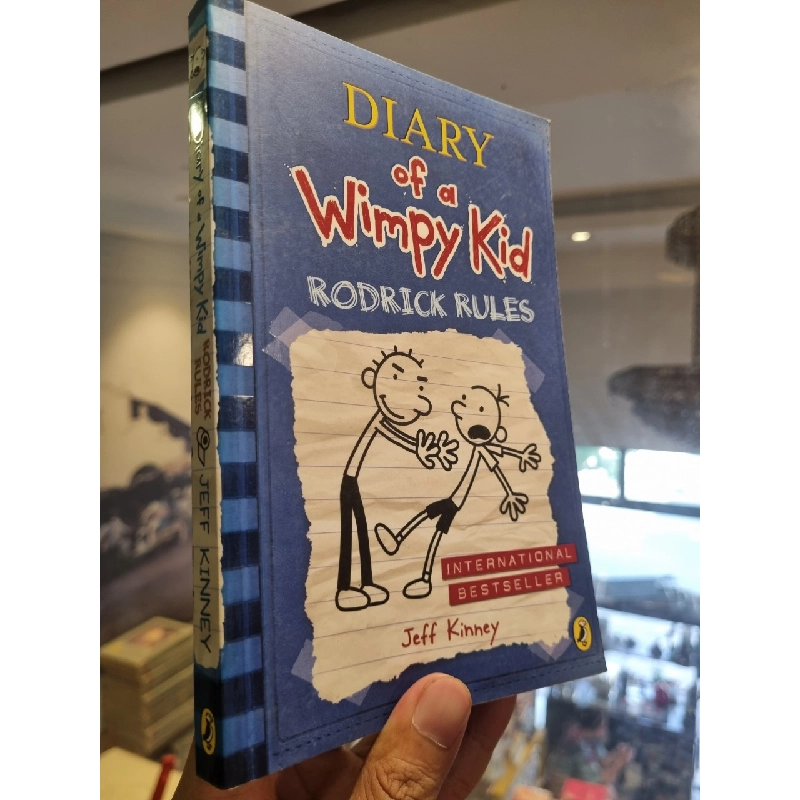 DIARY
of a
Wimpy Kid
RODRICK RULES
INTERNATIONAL
BESTSELLER
Jeff Kinney
Diary of a Wimpy Kid RODRICK RULES JEFF KINNEY